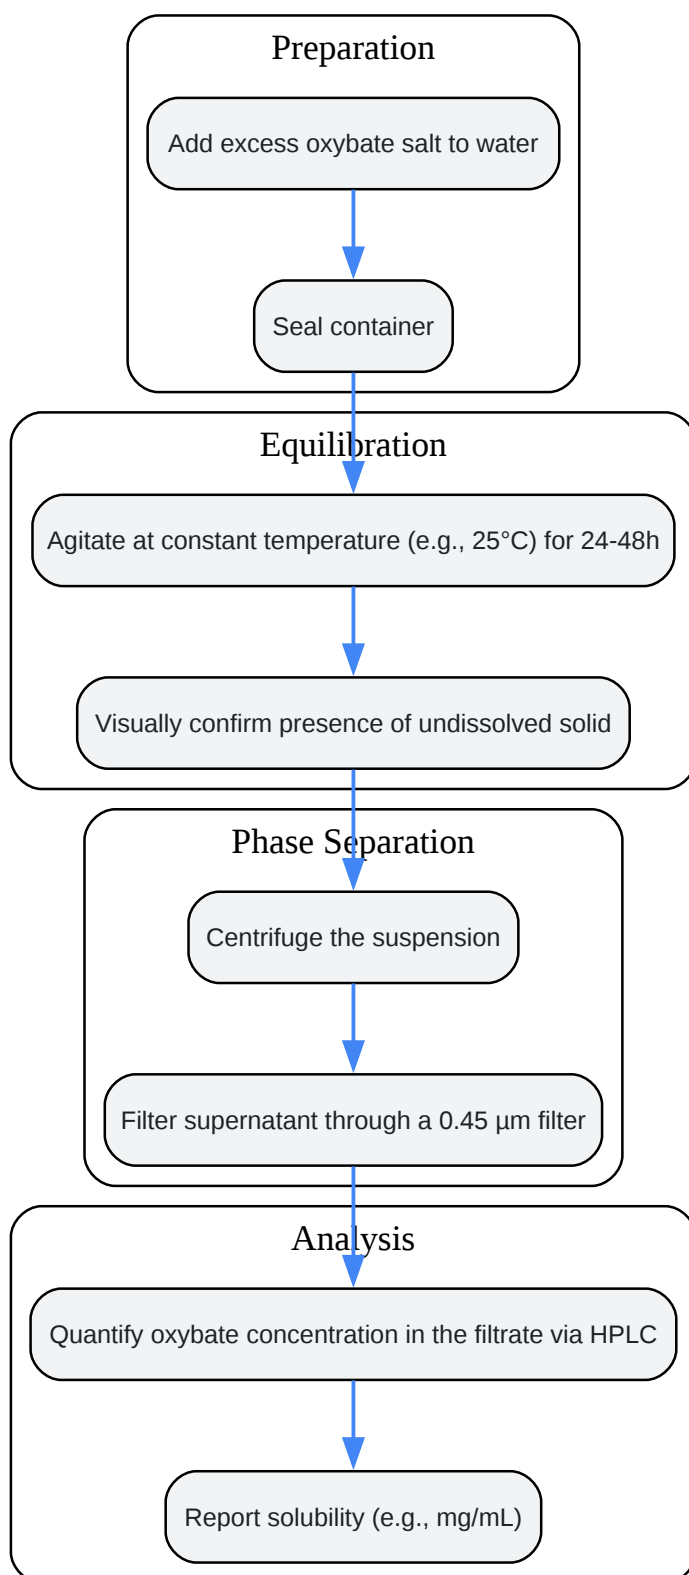 Preparation
Add excess oxybate salt to water
Seal container
Equilibration
Agitate at constant temperature (e.g., 25°C) for 24-48h
Visually confirm presence of undissolved solid
Phase Separation
Centrifuge the suspension
Filter supernatant through a 0.45 µm filter
Analysis
Quantify oxybate concentration in the filtrate via HPLC
Report solubility (e.g., mg/mL)